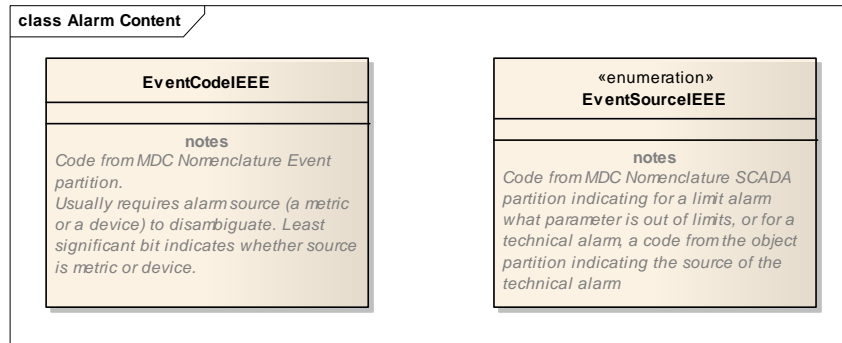 class Alarm Content
EventCodeIEEE
notes
Code from MDC Nomenclature Event
partition.
Usually requires alarm source (a metric
or a device) to disambiguate. Least
significant bit indicates whether source
is metric or device.
«enumeration»
EventSourceIEEE
notes
Code from MDC Nomenclature SCADA
partition indicating for a limit alarm
what parameter is out of limits, or for a
technical alarm, a code from the object
partition indicating the source of the
technical alarm